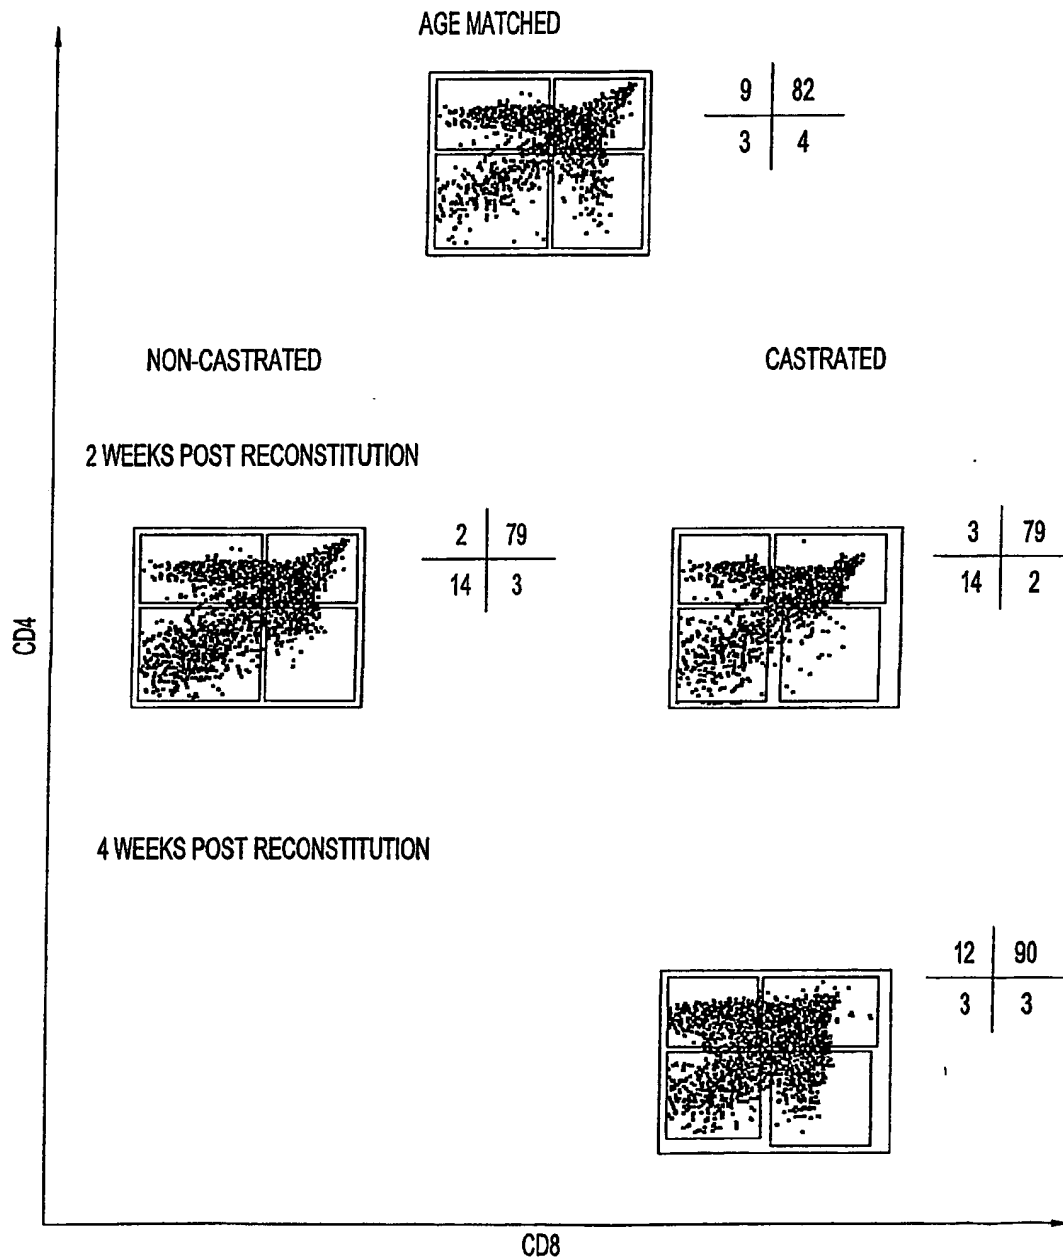 AGE MATCHED
9 82
3 4
NON-CASTRATED
CASTRATED
2 WEEKS POST RECONSTITUTION
2 79
14 3
3 79
14 2
CD4
4 WEEKS POST RECONSTITUTION
12 90
3 3
CD8